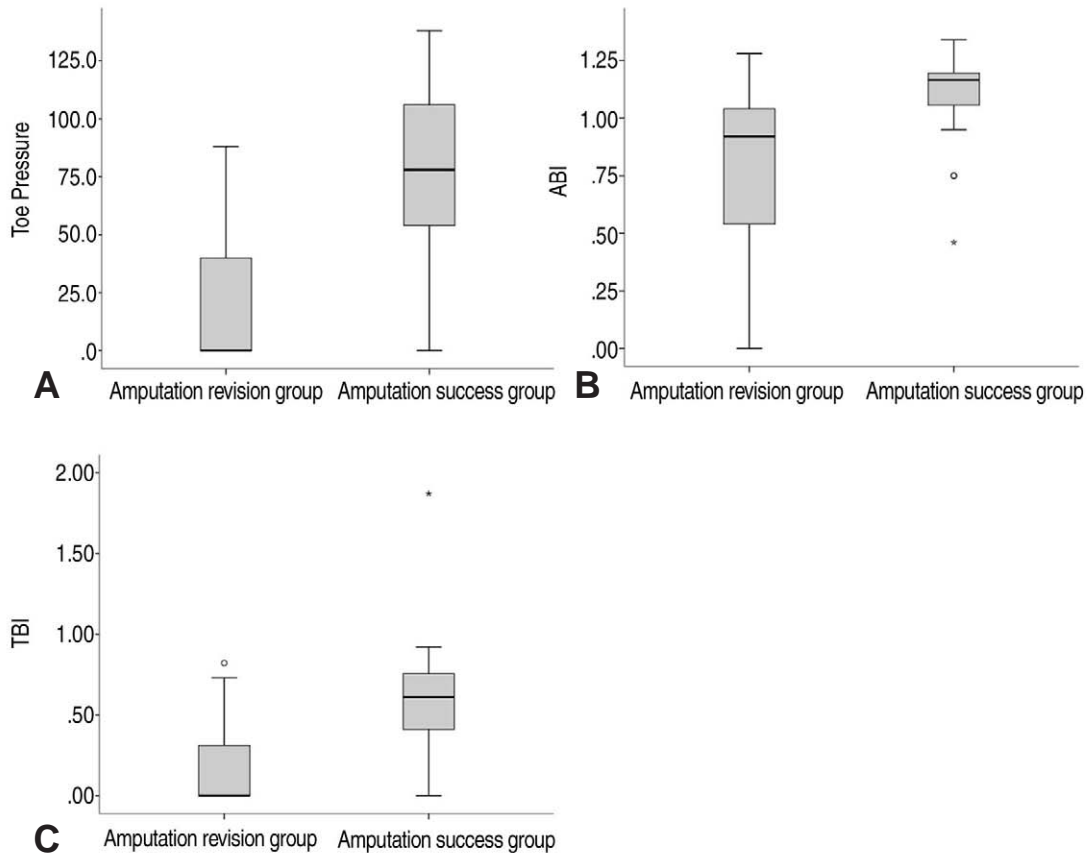 125.0
100.0
75.0
50.0
25.0
.0
Toe Pressure
Amputation revision group
Amputation success group
A
1.25
1.00
.75
.50
.25
.00
ABI
Amputation revision group
Amputation success group
B
2.00
1.50
1.00
.50
.00
TBI
Amputation revision group
Amputation success group
C